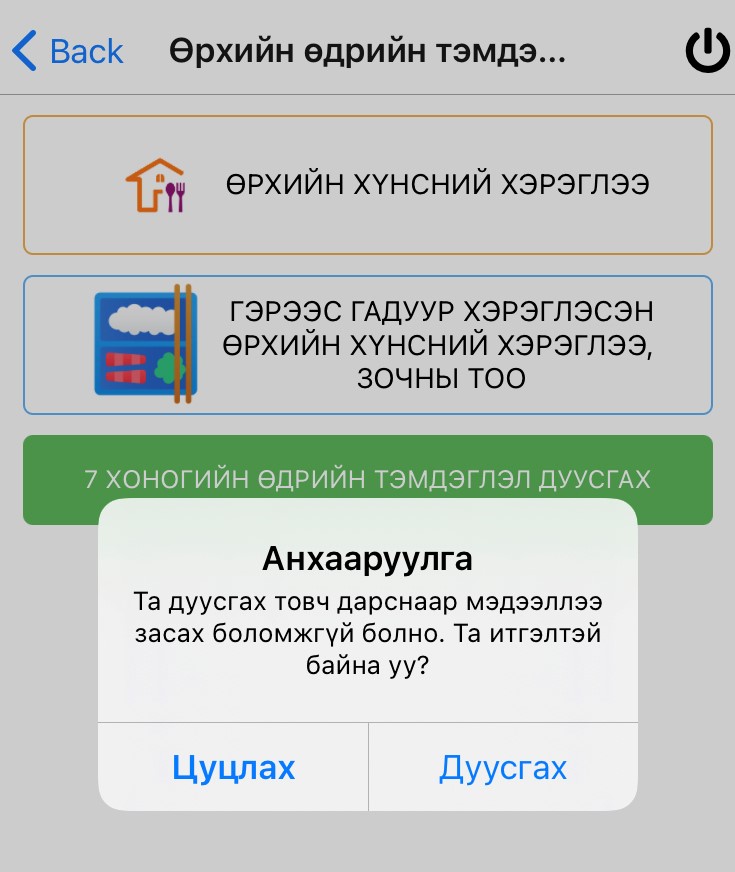 Back
Өрхийн өдрийн тэмдэ...
ӨРХИЙН ХҮНСНИЙ ХЭРЭГЛЭЭ
ГЭРЭЭС ГАДУУР ХЭРЭГЛЭСЭН
ӨРХИЙН ХҮНСНИЙ ХЭРЭГЛЭЭ,
ЗОЧНЫ ТОО
7 ХОНОГИЙН ӨДРИЙН ТЭМДЭГЛЭЛ ДУУСГАХ
Анхааруулга
Та дуусгах товч дарснаар мэдээллээ
засах боломжгүй болно. Та итгэлтэй
байна уу?
Цуцлах
Дуусгах